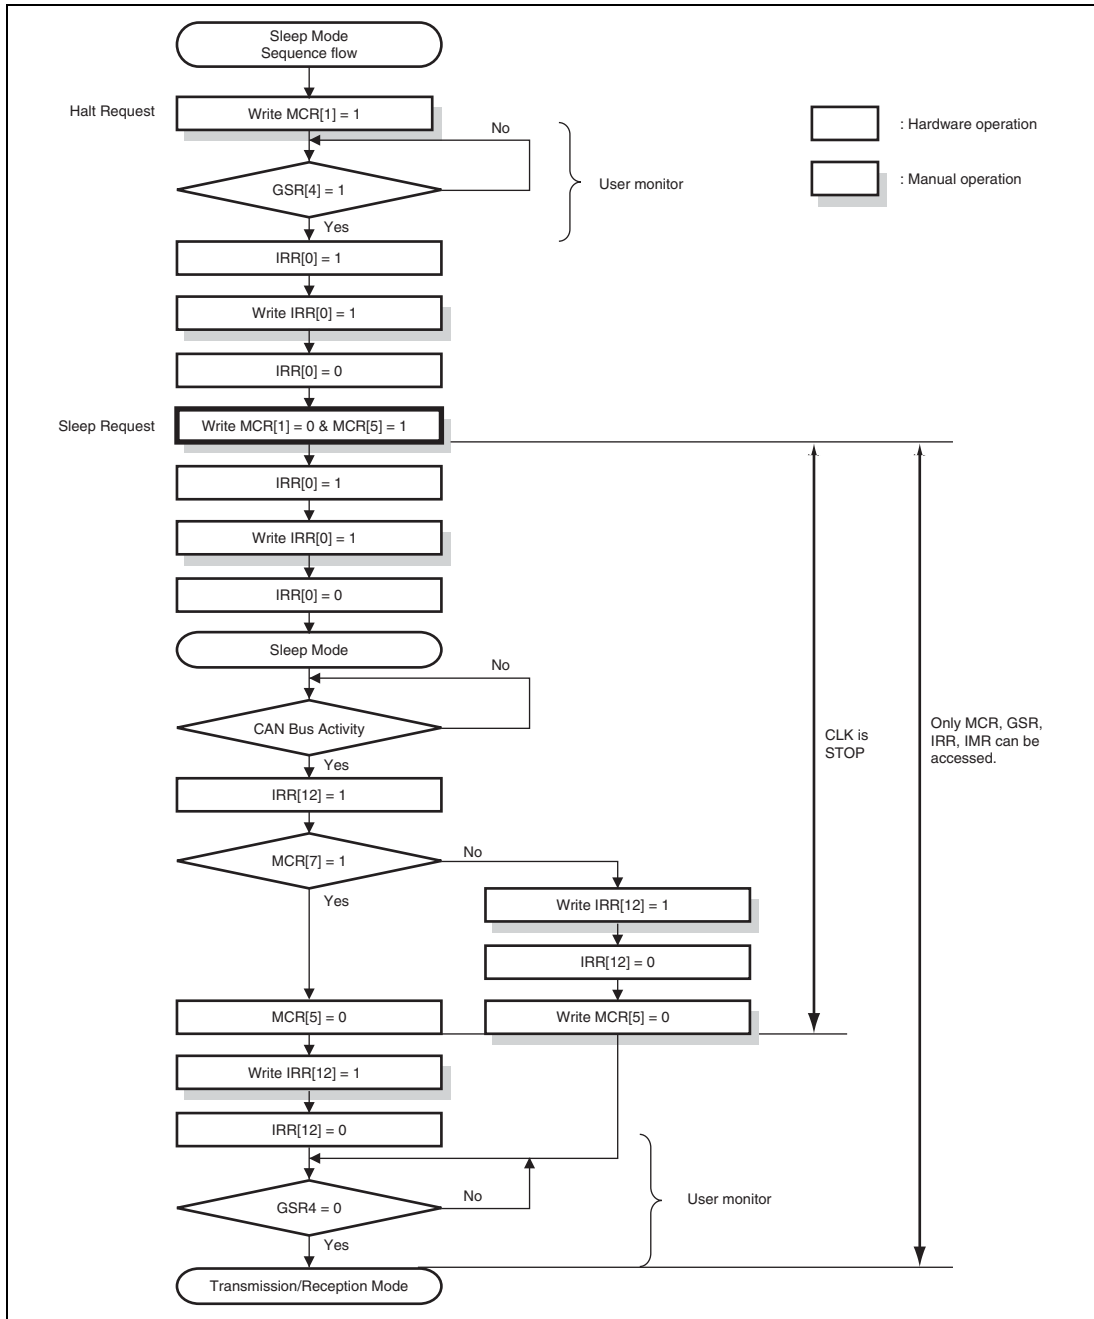 Sleep Mode
Sequence flow
Halt Request
Write MCR[1] = 1
: Hardware operation
No
GSR[4] = 1
User monitor
: Manual operation
Yes
IRR[0] = 1
Write IRR[0] = 1
IRR[0] = 0
Sleep Request
Write MCR[1] = 0 & MCR[5] = 1
IRR[0] = 1
Write IRR[0] = 1
IRR[0] = 0
Sleep Mode
No
CAN Bus Activity
CLK is
STOP
Only MCR, GSR,
IRR, IMR can be
accessed.
Yes
IRR[12] = 1
MCR[7] = 1
No
Yes
Write IRR[12] = 1
IRR[12] = 0
MCR[5] = 0
Write MCR[5] = 0
Write IRR[12] = 1
IRR[12] = 0
GSR4 = 0
No
User monitor
Yes
Transmission/Reception Mode